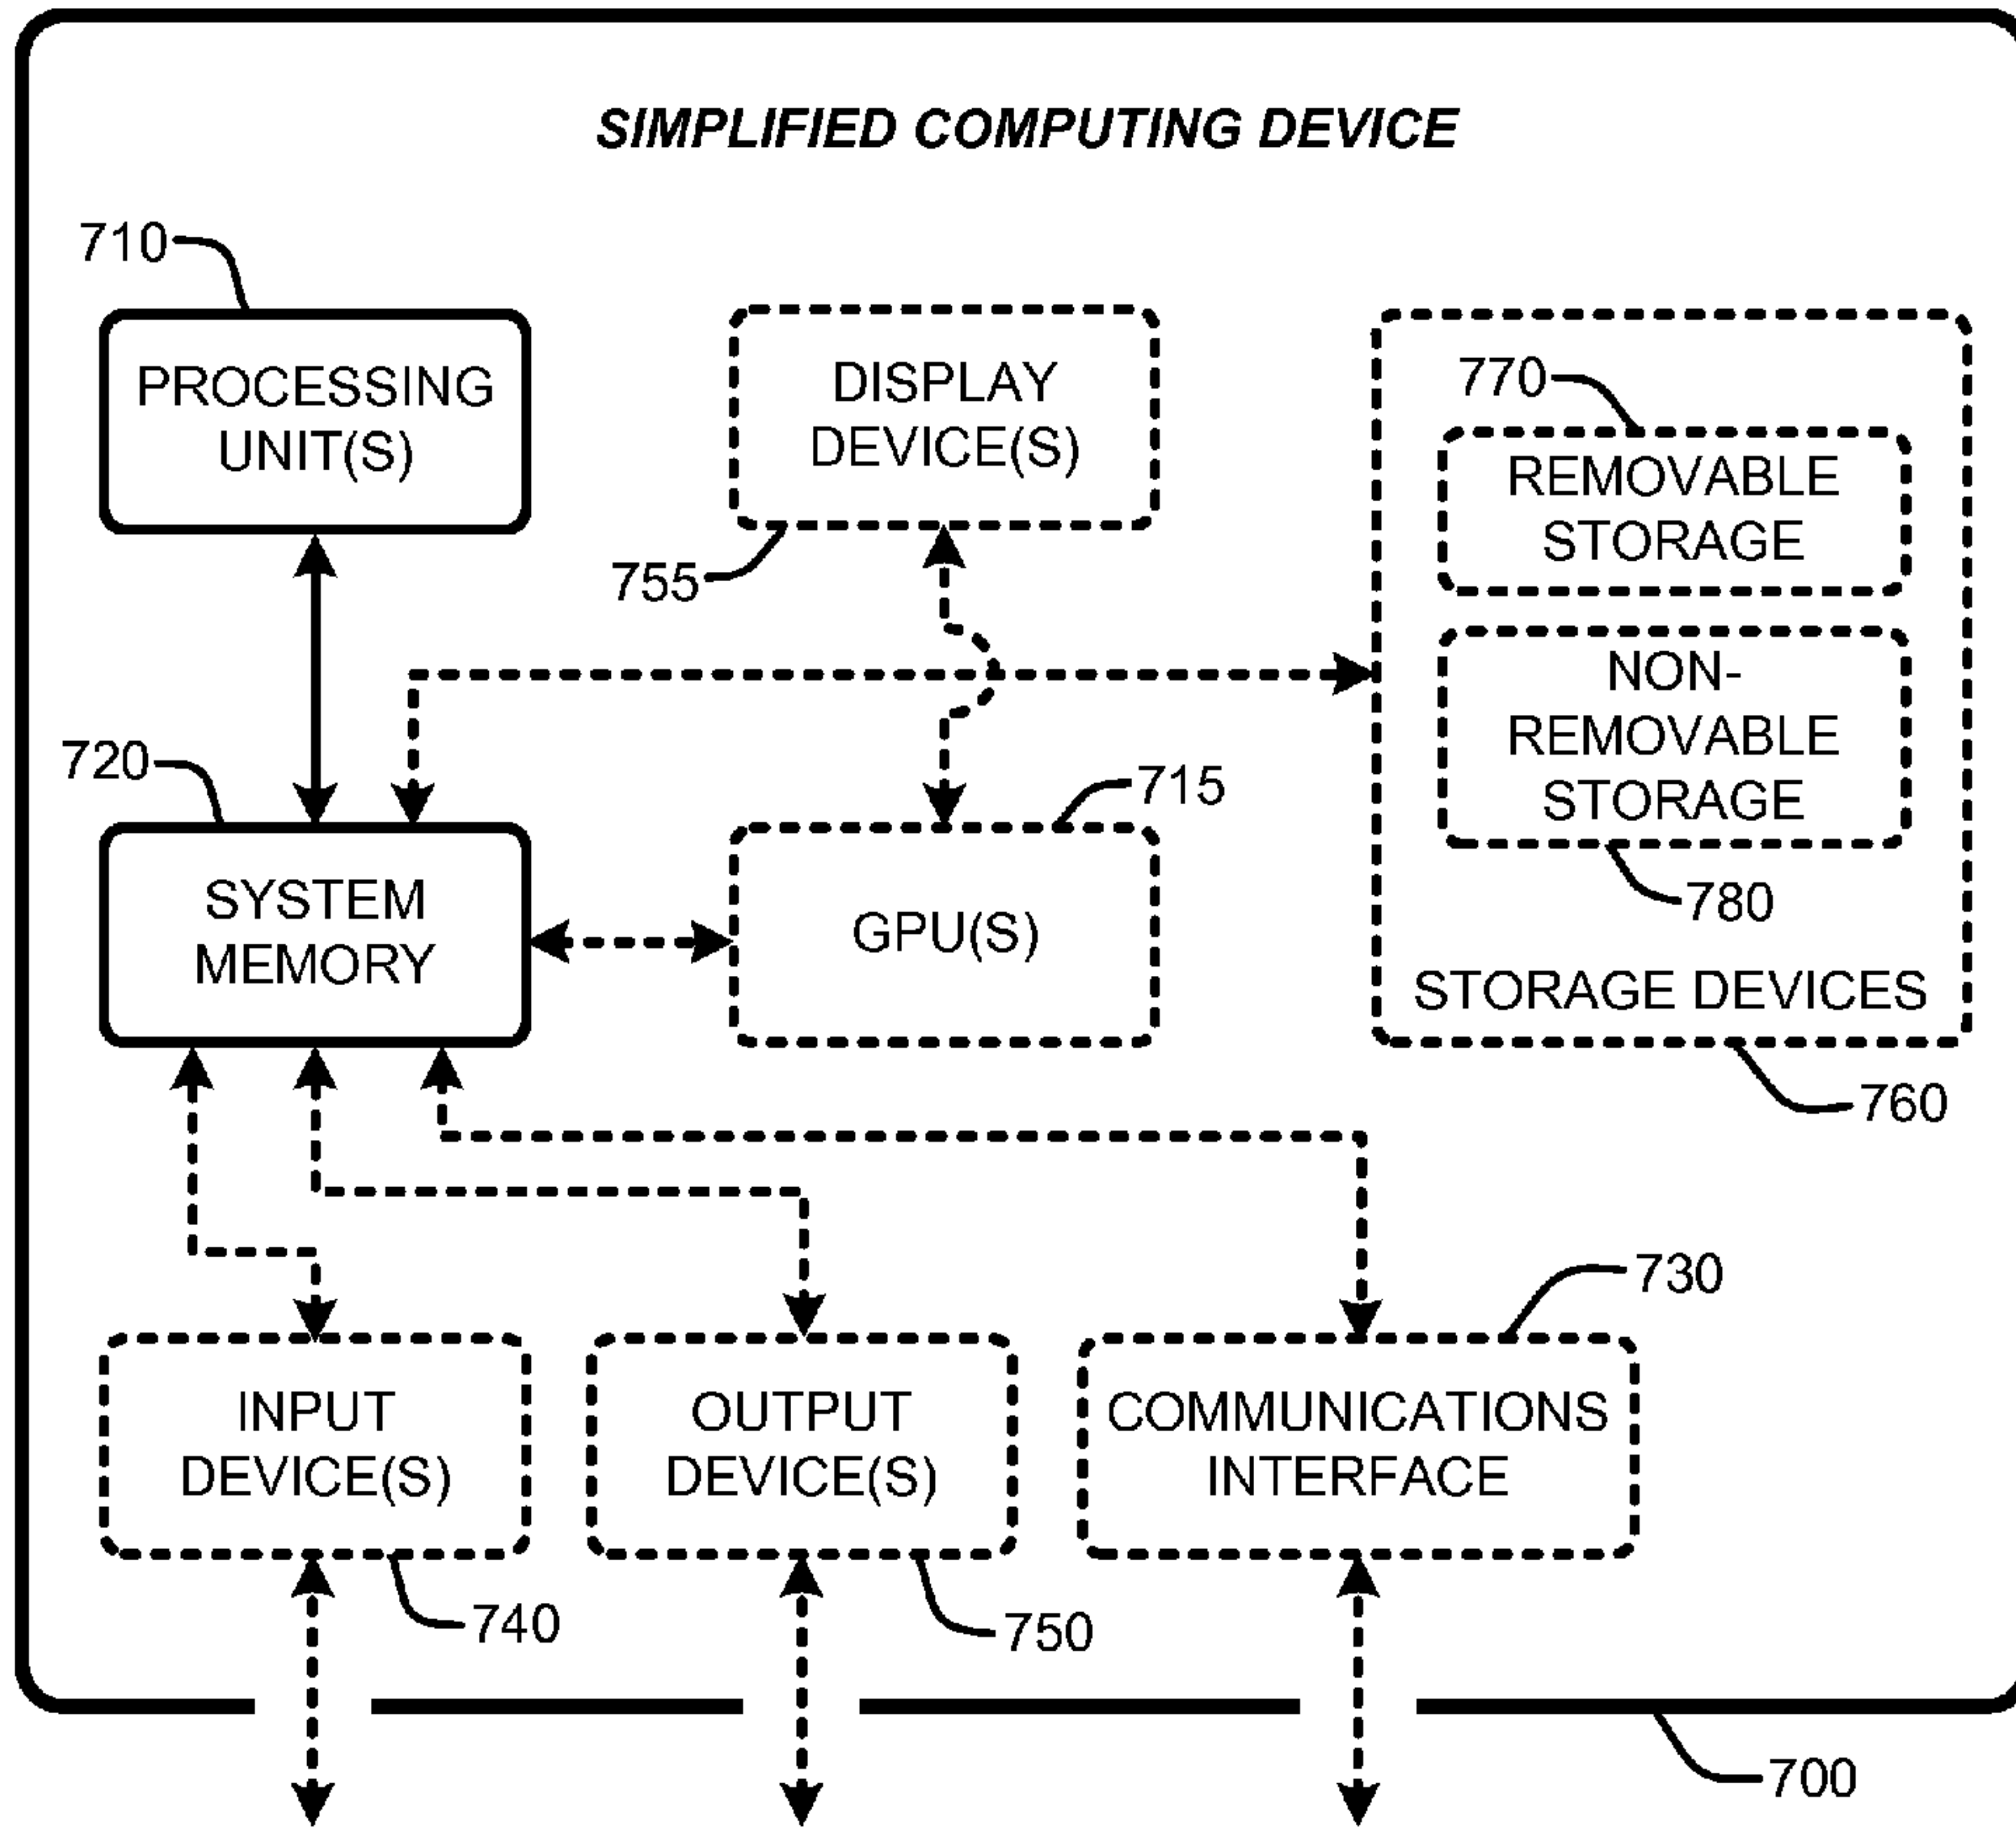 SIMPLIFIED COMPUTING DEVICE
710
PROCESSING
UNIT(S)
DISPLAY
DEVICE(S)
755
770
REMOVABLE
STORAGE
NON-
REMOVABLE
STORAGE
780
STORAGE DEVICES
760
720
SYSTEM
MEMORY
715
GPU(S)
730
INPUT
DEVICE(S)
740
OUTPUT
DEVICE(S)
750
COMMUNICATIONS
INTERFACE
700